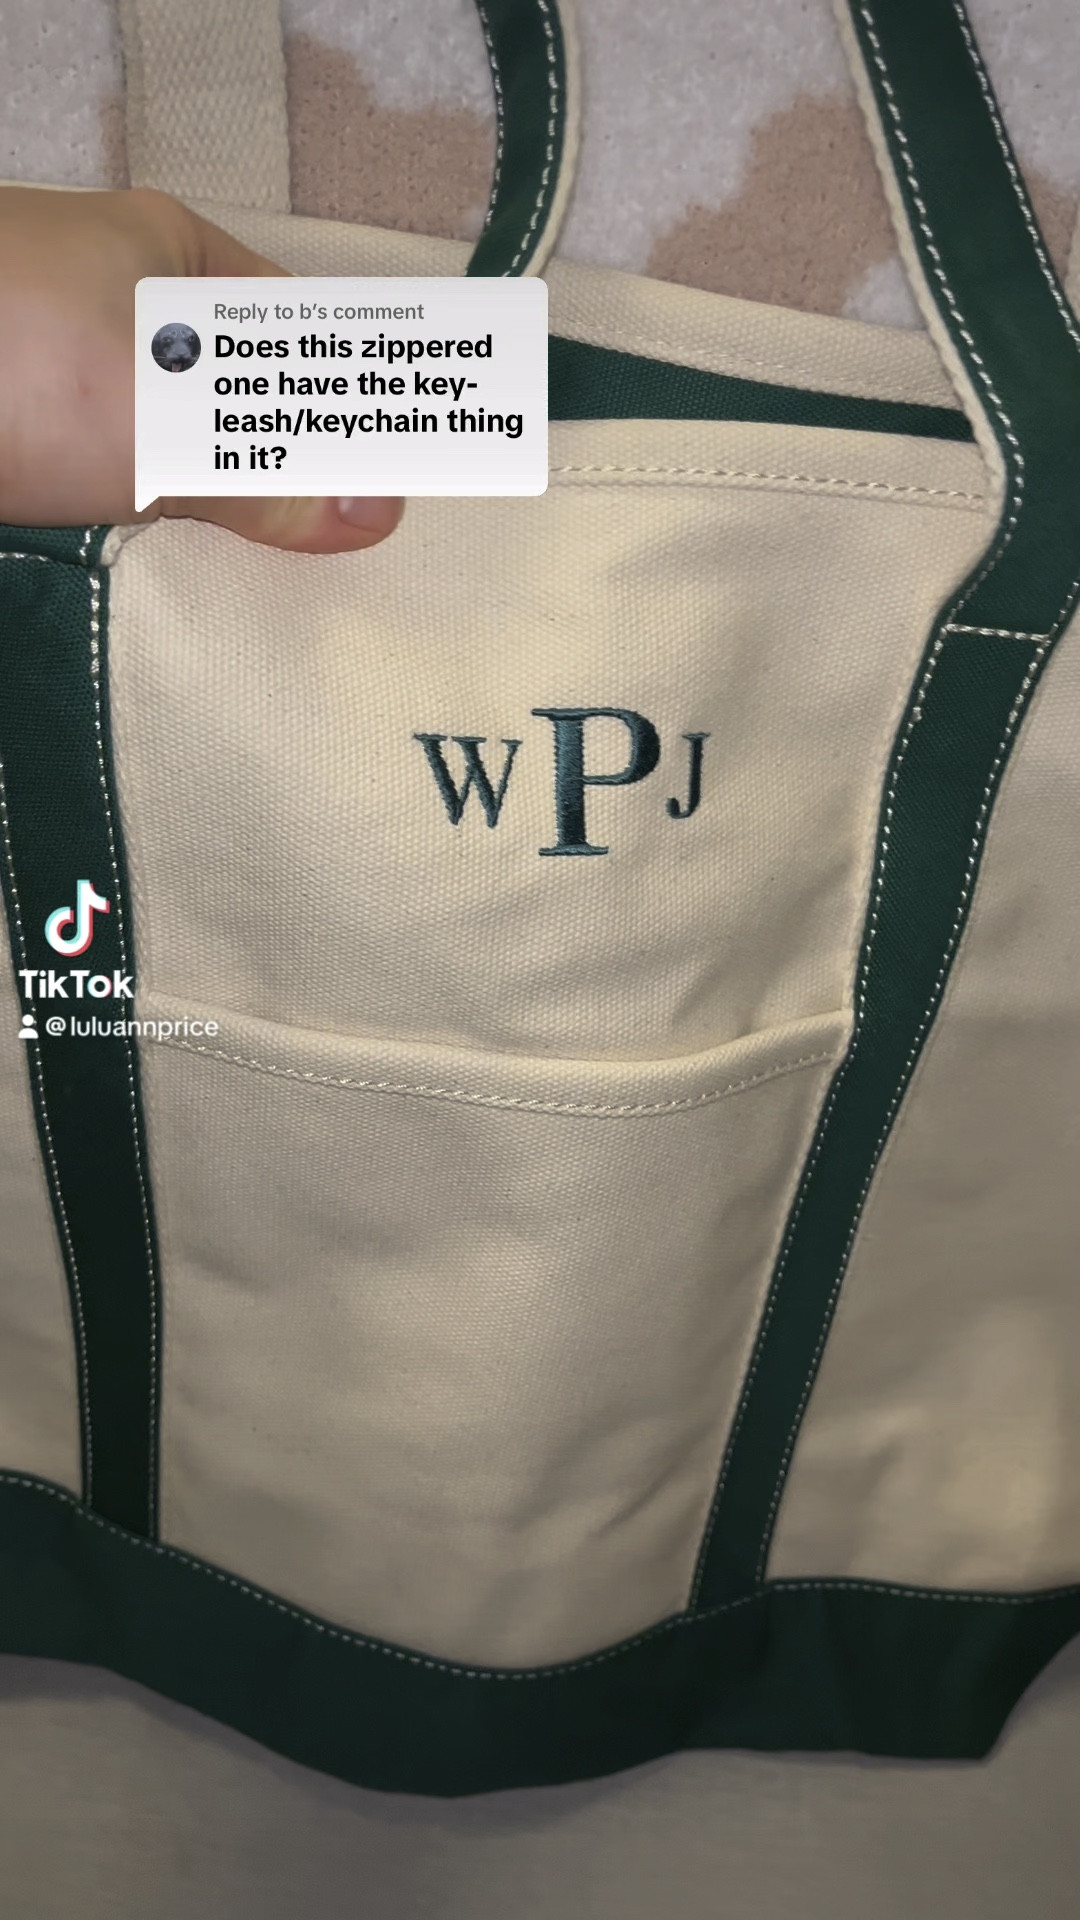 Reply to b's comment
Does this zippered
one have the key-
leash/keychain thing
in it?
WPJ
TikTok
@luluannprice